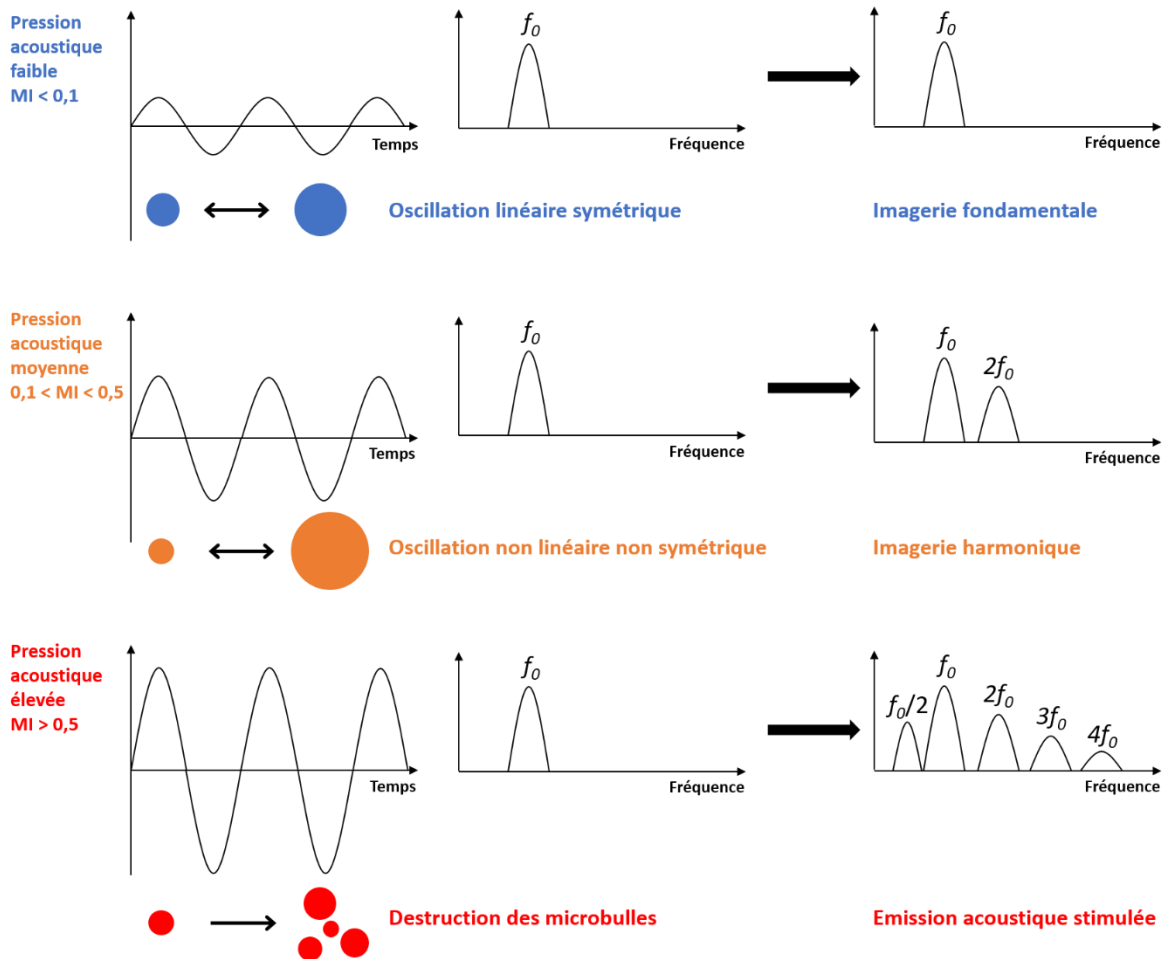 Pression
acoustique
faible
MI < 0,1
f₀
f₀
Temps
Fréquence
Fréquence
Oscillation linéaire symétrique
Imagerie fondamentale
Pression
acoustique
moyenne
0,1 < MI < 0,5
f₀
f₀
2f₀
Temps
Fréquence
Fréquence
Oscillation non linéaire non symétrique
Imagerie harmonique
Pression
acoustique
élevée
MI > 0,5
f₀
f₀/2
f₀
2f₀
3f₀
4f₀
Temps
Fréquence
Fréquence
Destruction des microbulles
Emission acoustique stimulée